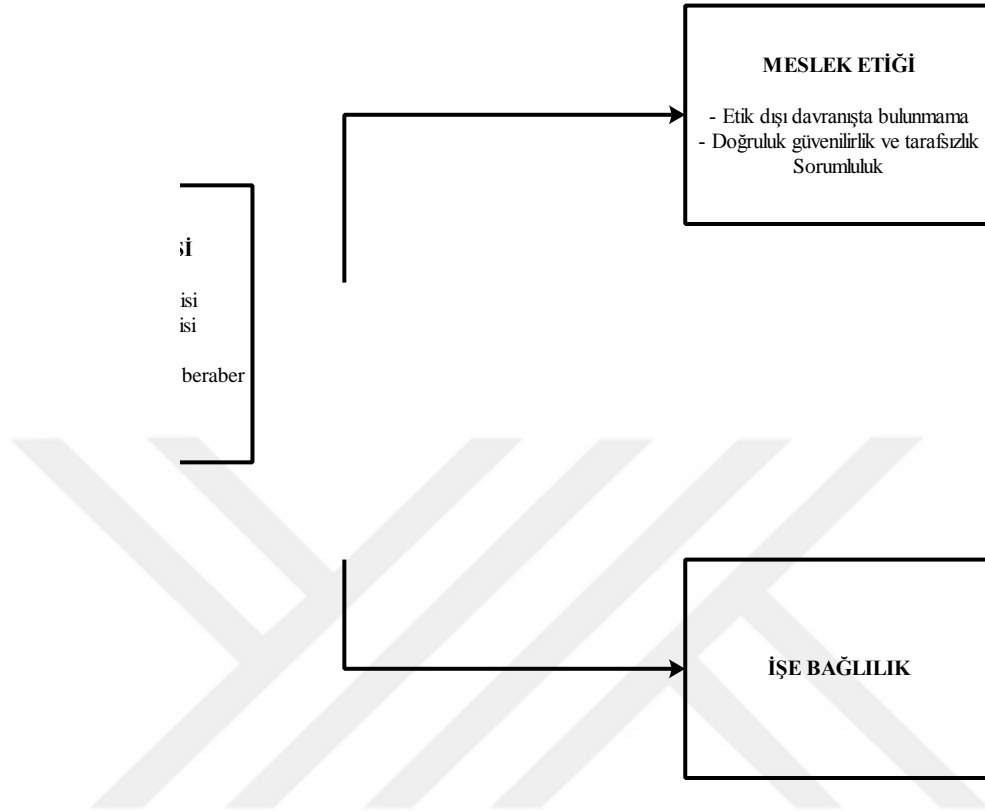 MESLEK ETİĞİ
- Etik dışı davranışta bulunmama
- Doğruluk güvenilirlik ve tarafsızlık
Sorumluluk
beraber
İŞE BAĞLILIK